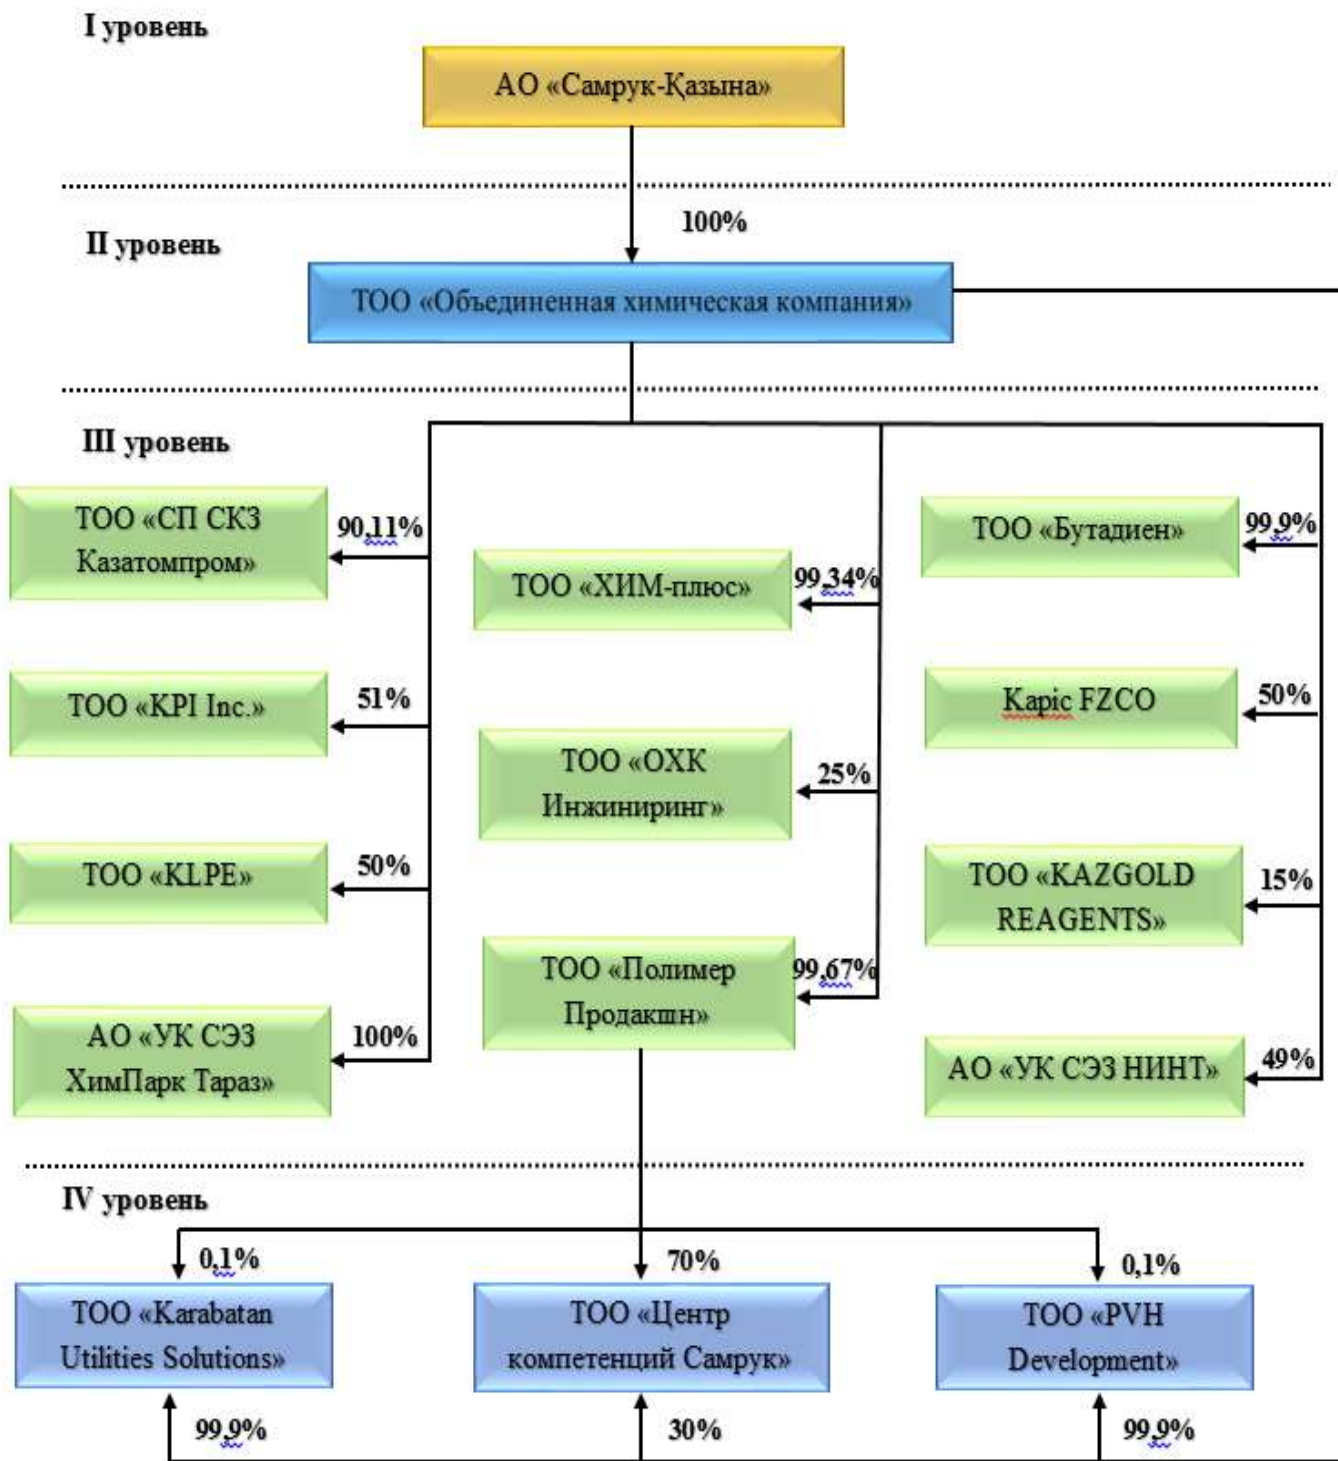 I уровень
АО «Самрук-Қазына»
100%
II уровень
ТОО «Объединенная химическая компания»
III уровень
ТОО «СП СКЗ
Казатомпром»
90,11%
ТОО «KPI Inc.»
51%
ТОО «KLPE»
50%
АО «УК СЭЗ
ХимПарк Тараз»
100%
ТОО «ХИМ-плюс»
99,34%
ТОО «ОХК
Инжиниринг»
25%
ТОО «Полимер
Продакшн»
99,67%
ТОО «Бутадиен»
99,9%
Kapic FZCO
50%
ТОО «KAZGOLD
REAGENTS»
15%
АО «УК СЭЗ НИНТ»
49%
IV уровень
0,1%
70%
0,1%
ТОО «Karabatan
Utilities Solutions»
ТОО «Центр
компетенций Самрук»
ТОО «PVH
Development»
99,9%
30%
99,9%